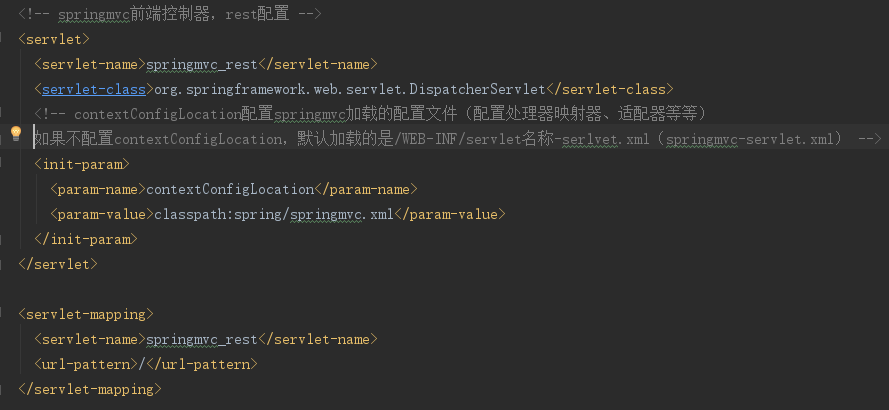 <!-- springmvc前端控制器，rest配置 -->
<servlet>
<servlet-name>springmvc_rest</servlet-name>
<servlet-class>org.springframework.web.servlet.DispatcherServlet</servlet-class>
<!-- contextConfigLocation配置springmvc加载的配置文件（配置处理器映射器、适配器等等）
如果不配置contextConfigLocation，默认加载的是/WEB-INF/servlet名称-serlvet.xml（springmvc-servlet.xml） -->
<init-param>
<param-name>contextConfigLocation</param-name>
<param-value>classpath:spring/springmvc.xml</param-value>
</init-param>
</servlet>
<servlet-mapping>
<servlet-name>springmvc_rest</servlet-name>
<url-pattern>/</url-pattern>
</servlet-mapping>